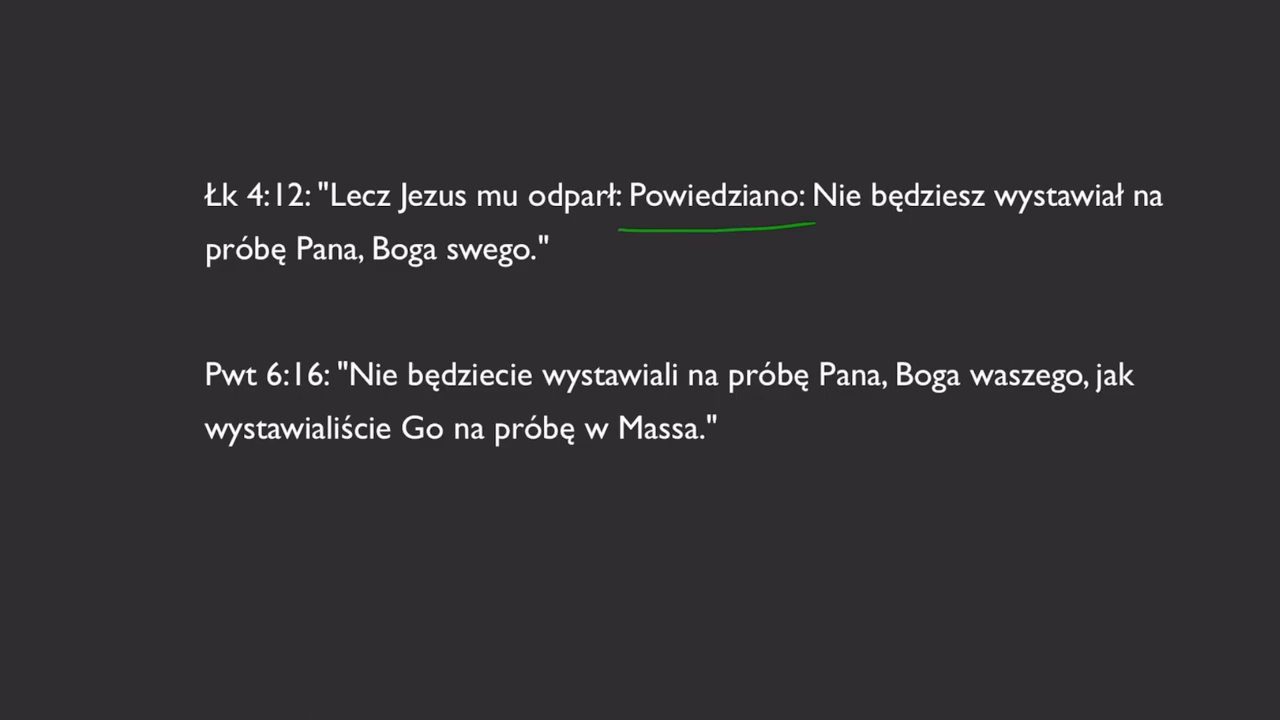 Łk 4:12: "Lecz Jezus mu odparł: Powiedziano: Nie będziesz wystawiał na
próbę Pana, Boga swego."
Pwt 6:16: "Nie będziecie wystawiali na próbę Pana, Boga waszego, jak
wystawialiście Go na próbę w Massa."